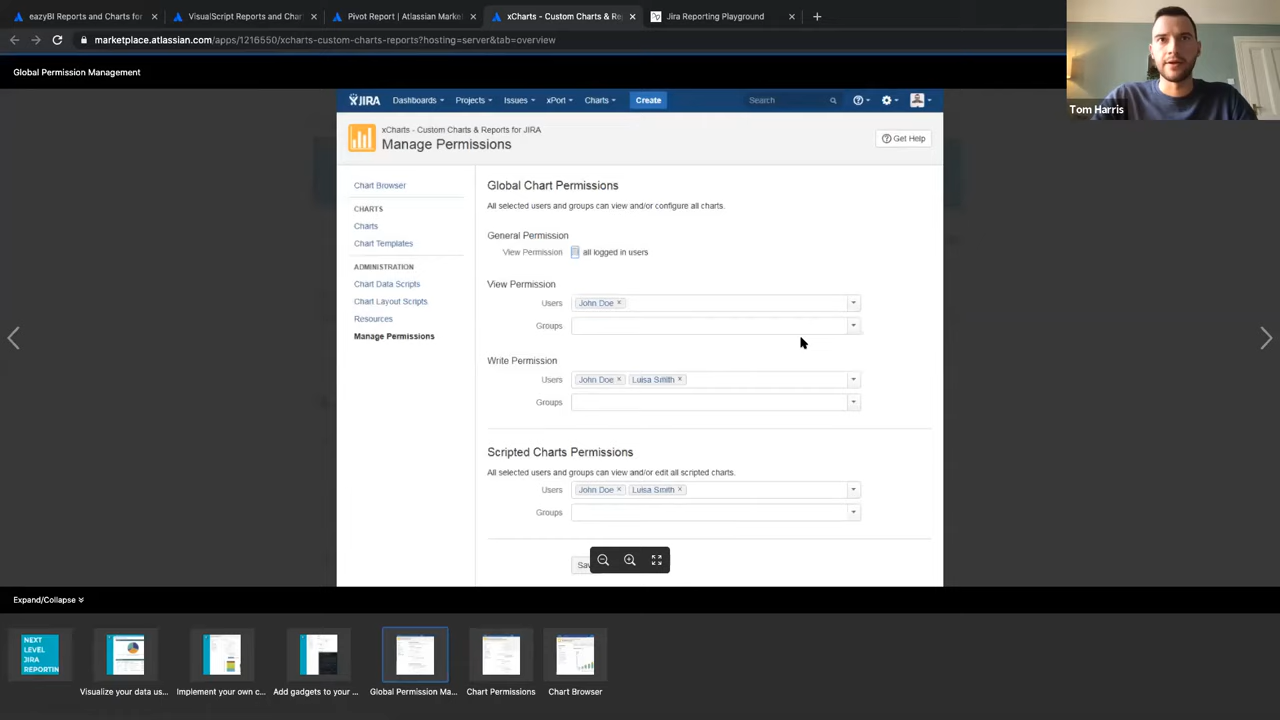 eazyBI Reports and Charts for
VisualScript Reports and Char
Pivot Report | Atlassian Marke
xCharts - Custom Charts & Re
Jira Reporting Playground
marketplace.atlassian.com/apps/1216550/xcharts-custom-charts-reports?hosting=server&tab=overview
Global Permission Management
Tom Harris
JIRA Dashboards Projects Issues xPort Charts Create Search
xCharts - Custom Charts & Reports for JIRA
Manage Permissions
Get Help
Chart Browser
CHARTS
Charts
Chart Templates
ADMINISTRATION
Chart Data Scripts
Chart Layout Scripts
Resources
Manage Permissions
Global Chart Permissions
All selected users and groups can view and/or configure all charts.
General Permission
View Permission all logged in users
View Permission
Users John Doe
Groups
Write Permission
Users John Doe Luisa Smith
Groups
Scripted Charts Permissions
All selected users and groups can view and/or edit all scripted charts.
Users John Doe Luisa Smith
Groups
Sav
Expand/Collapse
NEXT
LEVEL
JIRA
REPORTIN
Visualize your data us...
Implement your own c...
Add gadgets to your ...
Global Permission Ma...
Chart Permissions
Chart Browser